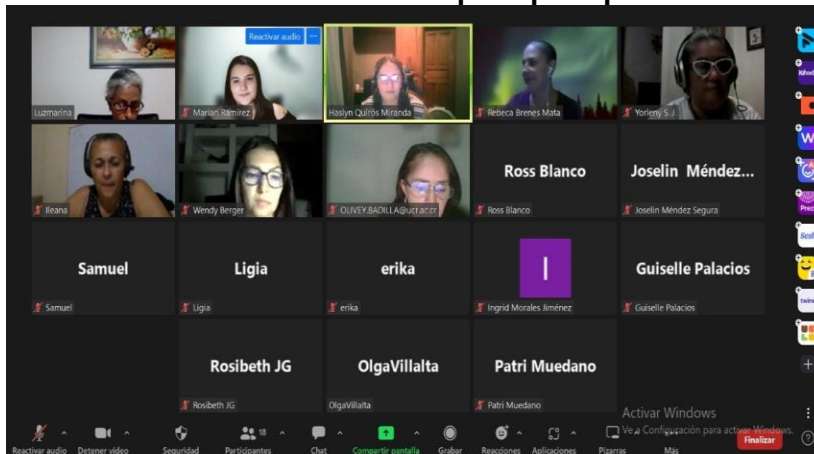 Reactivar audio ...
Luzmarina
Marian Ramírez
Haslyn Quirós Miranda
Rebeca Brenes Mata
Yorleny S J
Ileana
Wendy Berger
OLIVEY.BADILLA@ucr.ac.cr
Ross Blanco
Ross Blanco
Joselin Méndez...
Joselin Méndez Segura
Samuel
Samuel
Ligia
Ligia
erika
erika
I
Ingrid Morales Jiménez
Guiselle Palacios
Guiselle Palacios
Rosibeth JG
Rosibeth JG
OlgaVillalta
OlgaVillalta
Patri Muedano
Patri Muedano
Activar Windows
Ve a Configuración para activar Windows.
Reactivar audio
Detener video
Seguridad
18
Participantes
Chat
Compartir pantalla
Grabar
Reacciones
Aplicaciones
Pizarras
Más
Finalizar
Kahoot
W